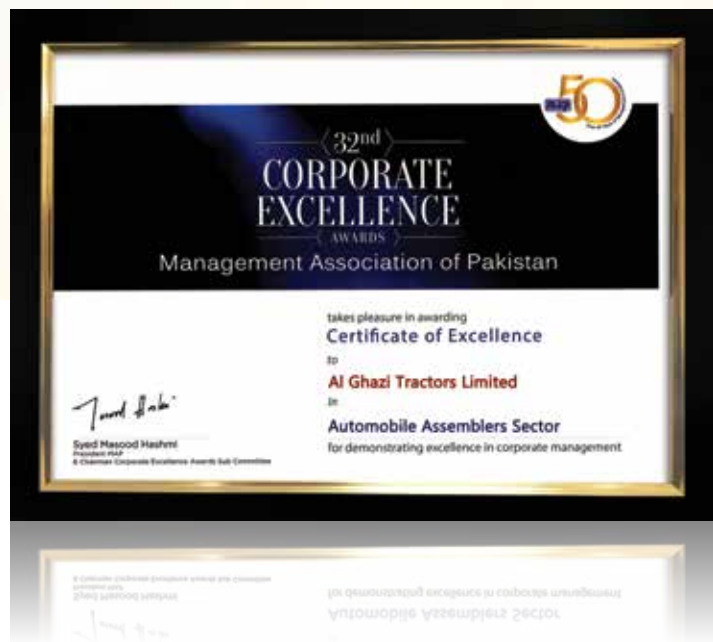 map 50
32nd
CORPORATE
EXCELLENCE
AWARDS
Management Association of Pakistan
takes pleasure in awarding
Certificate of Excellence
to
Al Ghazi Tractors Limited
in
Automobile Assemblers Sector
for demonstrating excellence in corporate management
Syed Masood Hashmi
President MAP
& Chairman Corporate Excellence Awards Sub Committee